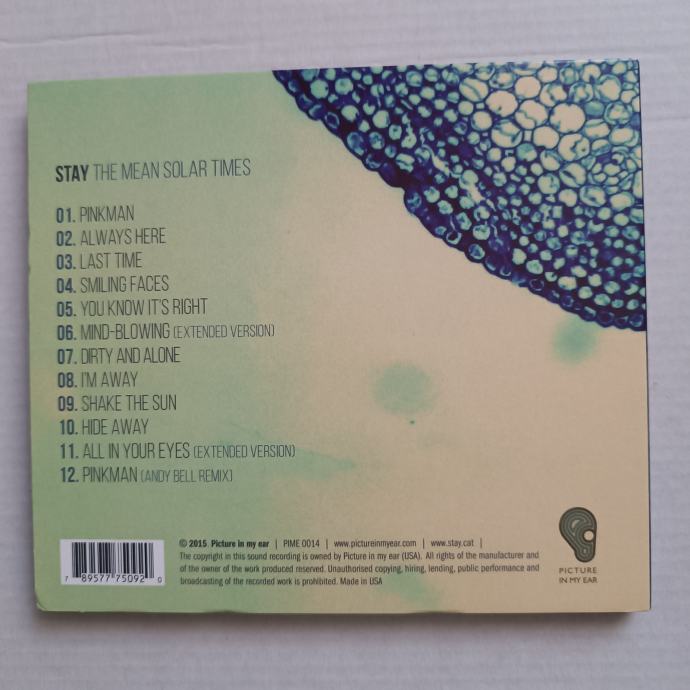 STAY THE MEAN SOLAR TIMES
01. PINKMAN
02. ALWAYS HERE
03. LAST TIME
04. SMILING FACES
05. YOU KNOW IT'S RIGHT
06. MIND-BLOWING (EXTENDED VERSION)
07. DIRTY AND ALONE
08. I'M AWAY
09. SHAKE THE SUN
10. HIDE AWAY
11. ALL IN YOUR EYES (EXTENDED VERSION)
12. PINKMAN (ANDY BELL REMIX)
7 89577 75092 0
© 2015 Picture in my ear | PIME 0014 | www.pictureinmyear.com | www.stay.cat |
The copyright in this sound recording is owned by Picture in my ear (USA). All rights of the manufacturer and
of the owner of the work produced reserved. Unauthorised copying, hiring, lending, public performance and
broadcasting of the recorded work is prohibited. Made in USA
PICTURE
IN MY EAR